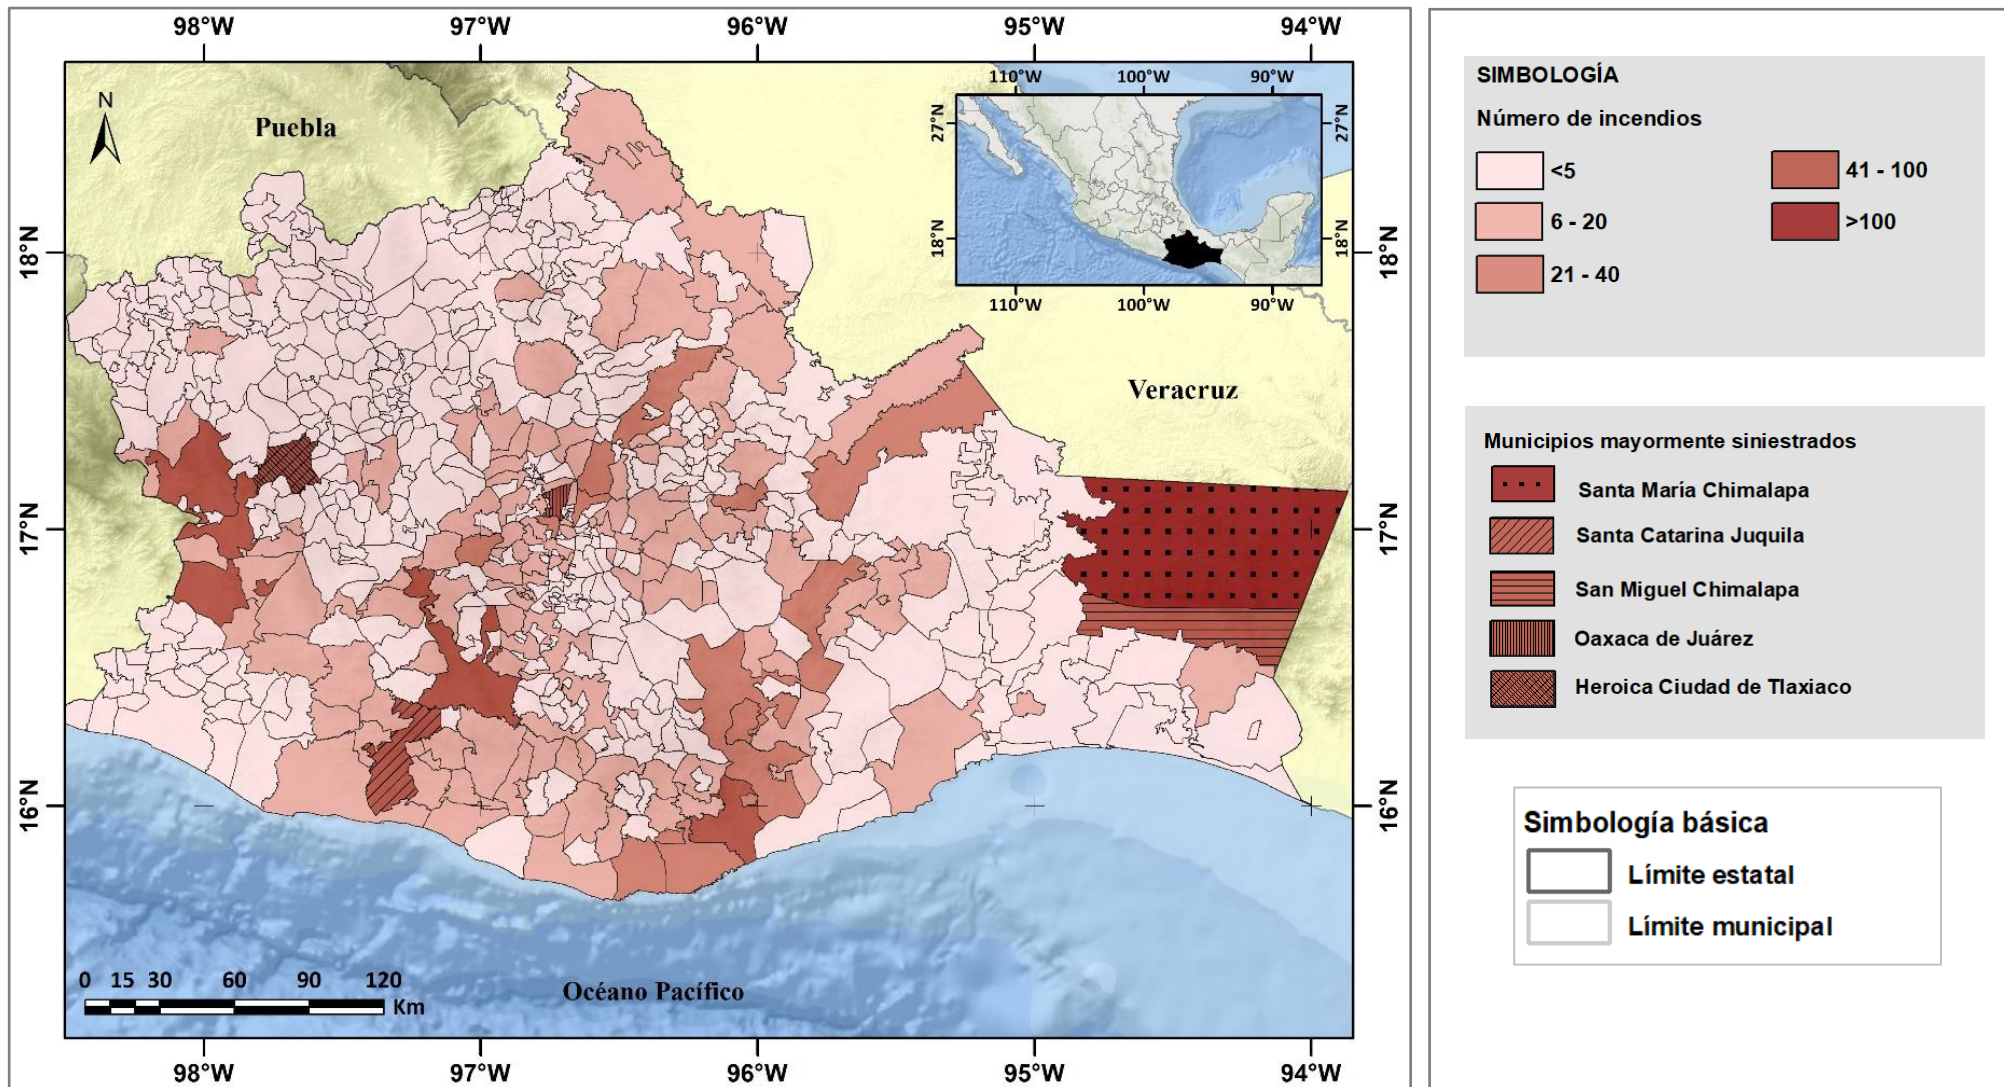 98°W 97°W 96°W 95°W 94°W
110°W 100°W 90°W
27°N 27°N
18°N 18°N
110°W 100°W 90°W
N
Puebla
Veracruz
18°N 18°N
17°N 17°N
16°N 16°N
0 15 30 60 90 120
Km
Océano Pacífico
98°W 97°W 96°W 95°W 94°W
SIMBOLOGÍA
Número de incendios
<5
6 - 20
21 - 40
41 - 100
>100
Municipios mayormente siniestrados
Santa María Chimalapa
Santa Catarina Juquila
San Miguel Chimalapa
Oaxaca de Juárez
Heroica Ciudad de Tlaxiaco
Simbología básica
Límite estatal
Límite municipal